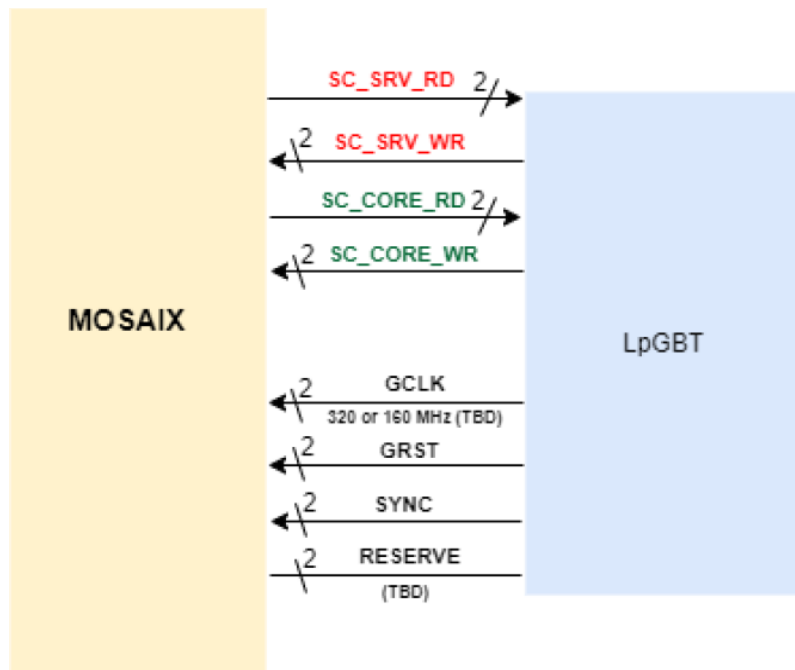 SC_SRV_RD 2
2 SC_SRV_WR
SC_CORE_RD 2
2 SC_CORE_WR
MOSAIX
LpGBT
2 GCLK
320 or 160 MHz (TBD)
2 GRST
2 SYNC
2 RESERVE
(TBD)